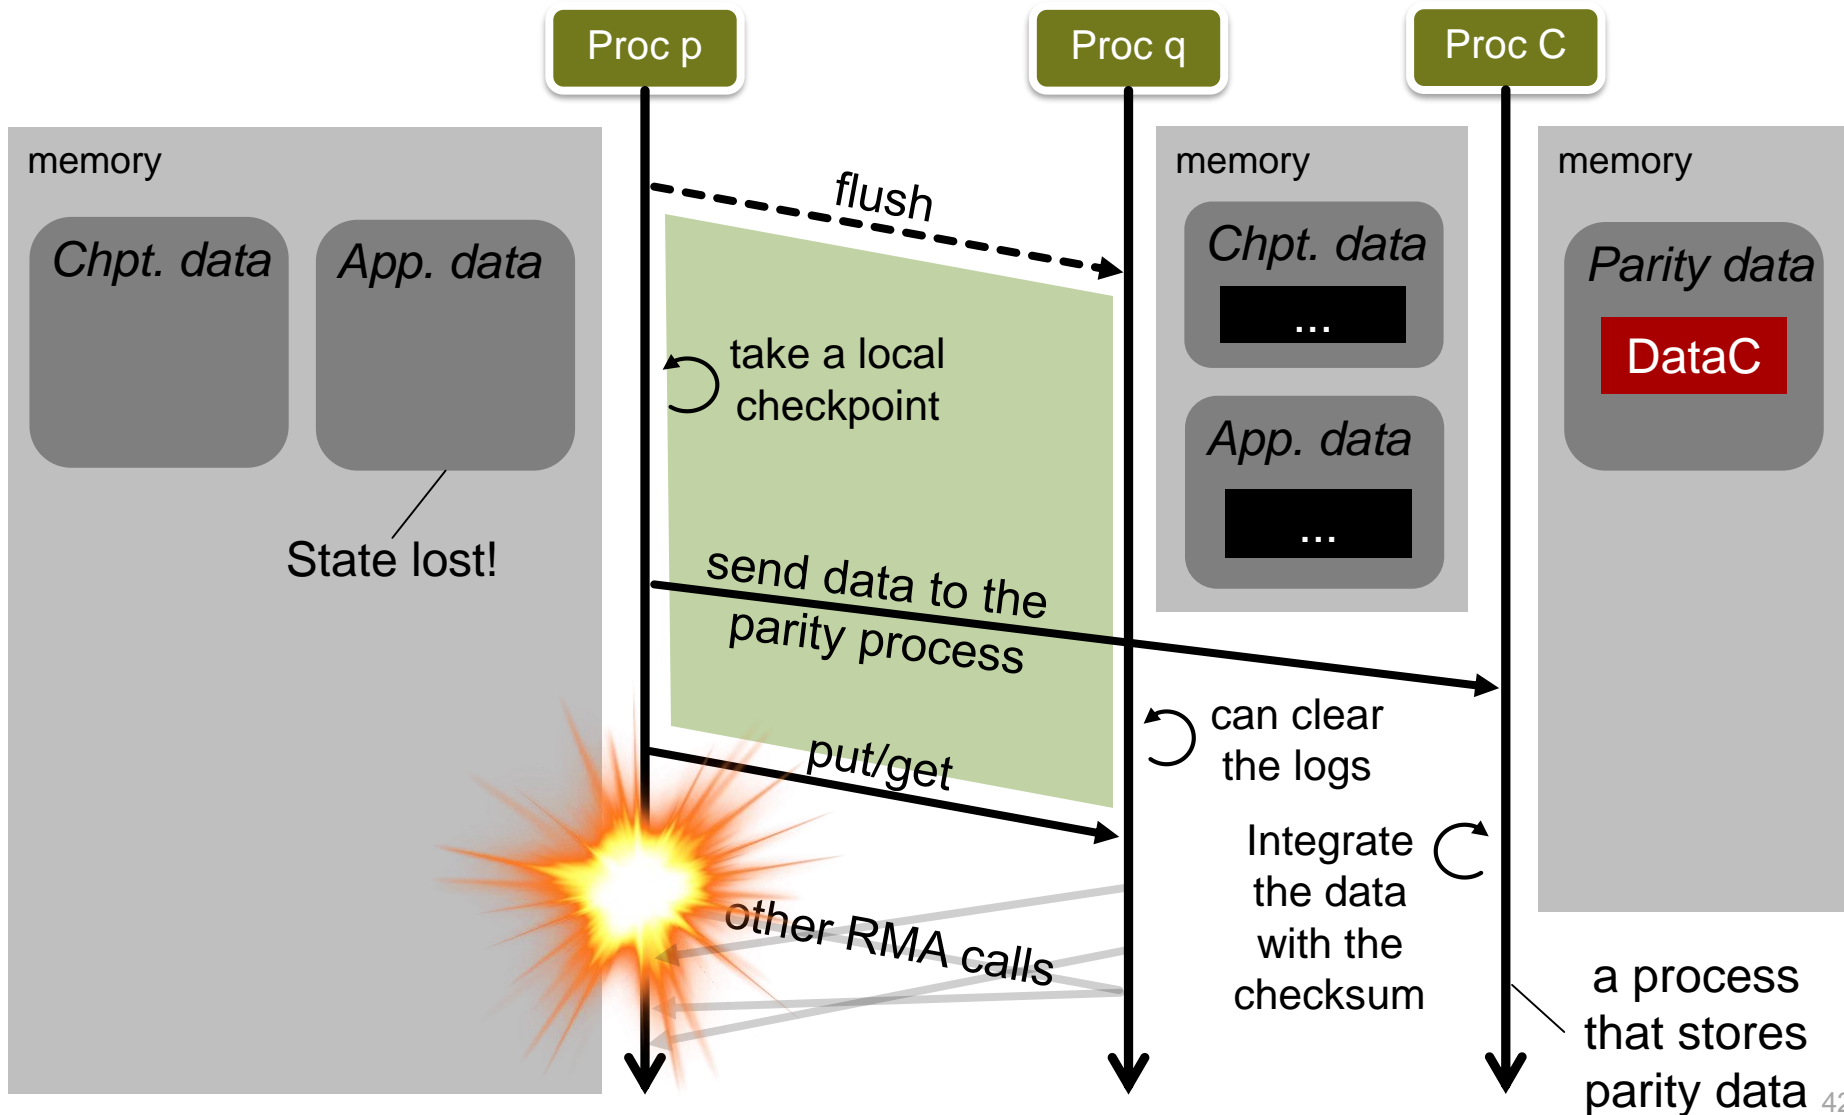 Proc p
Proc q
Proc C
memory
memory
memory
flush
Chpt. data
App. data
Chpt. data
...
Parity data
DataC
take a local
checkpoint
App. data
...
State lost!
send data to the
parity process
can clear
the logs
put/get
Integrate
the data
with the
checksum
other RMA calls
a process
that stores
parity data
42